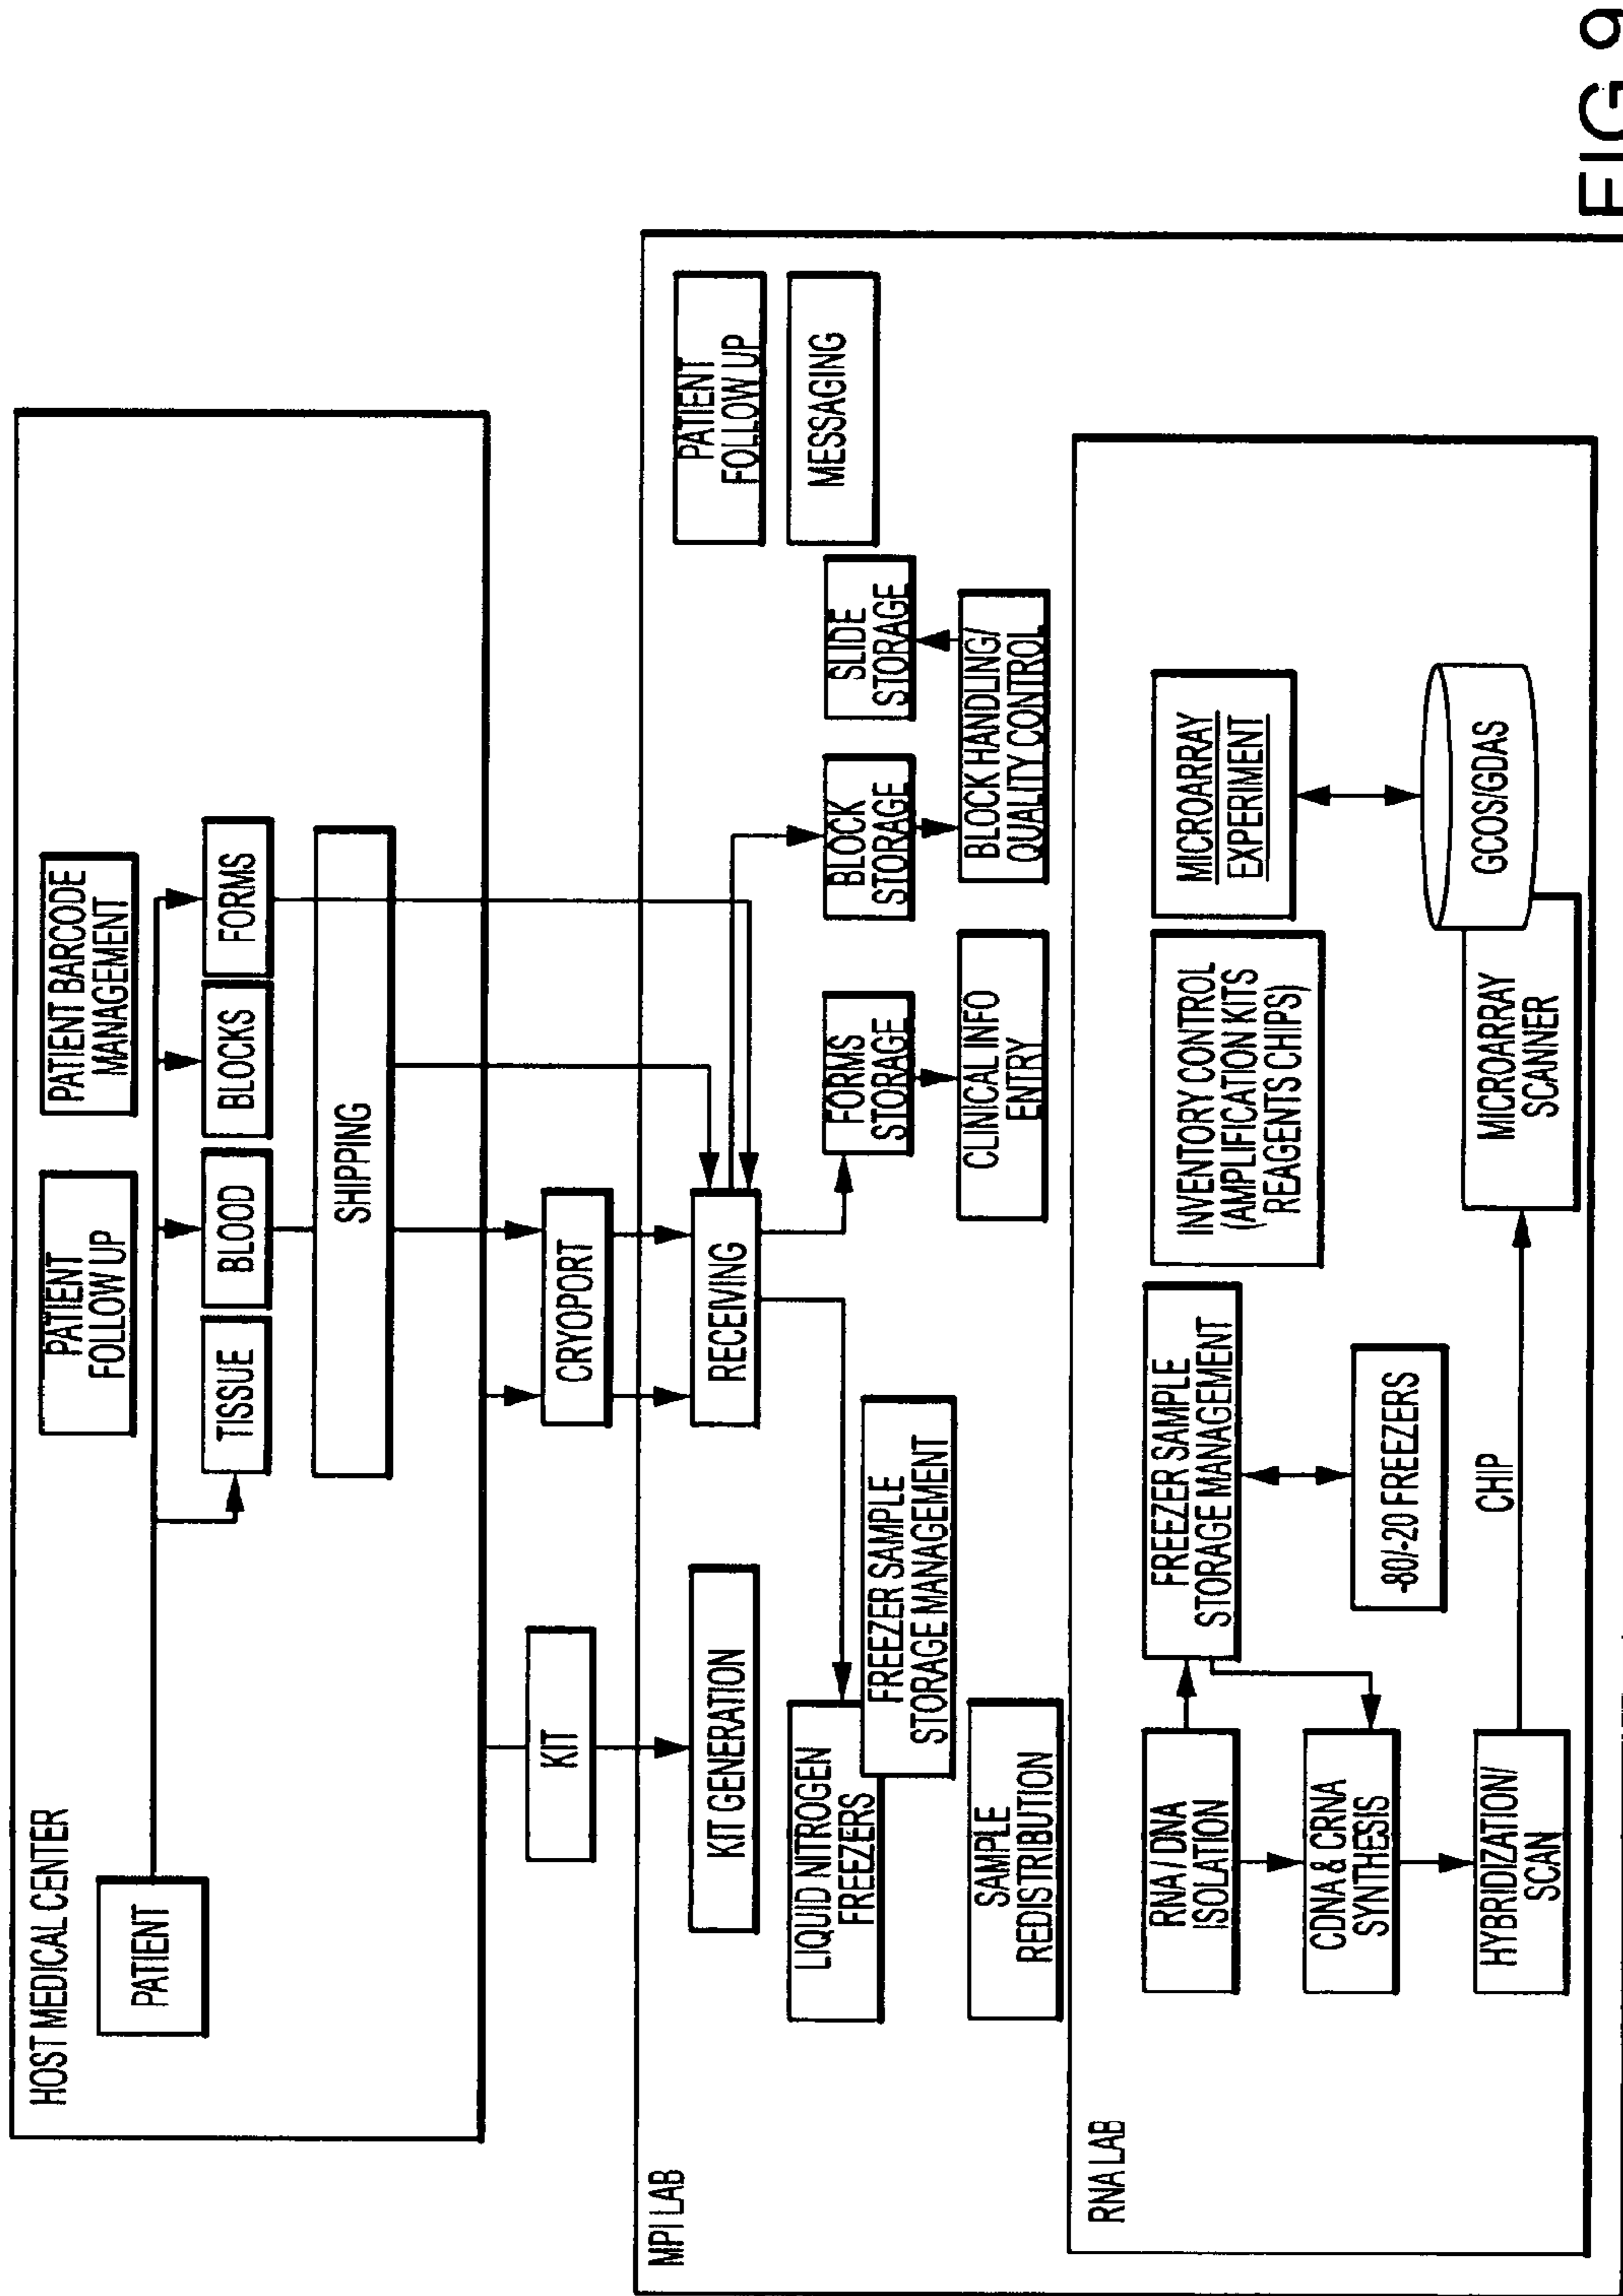 HOST MEDICAL CENTER
PATIENT
PATIENT
FOLLOW UP
PATIENT BARCODE
MANAGEMENT
TISSUE
BLOOD
BLOCKS
FORMS
SHIPPING
KIT
CRYOPORT
MPI LAB
KIT GENERATION
RECEIVING
PATIENT
FOLLOW UP
MESSAGING
LIQUID NITROGEN
FREEZERS
FREEZER SAMPLE
STORAGE MANAGEMENT
FORMS
STORAGE
BLOCK
STORAGE
SLIDE
STORAGE
SAMPLE
REDISTRIBUTION
CLINICAL INFO
ENTRY
BLOCK HANDLING/
QUALITY CONTROL
RNA LAB
RNA / DNA
ISOLATION
FREEZER SAMPLE
STORAGE MANAGEMENT
INVENTORY CONTROL
(AMPLIFICATION KITS
REAGENTS CHIPS)
MICROARRAY
EXPERIMENT
CDNA & CRNA
SYNTHESIS
-80/-20 FREEZERS
HYBRIDIZATION/
SCAN
CHIP
MICROARRAY
SCANNER
GCOS/GDAS
FIG 9